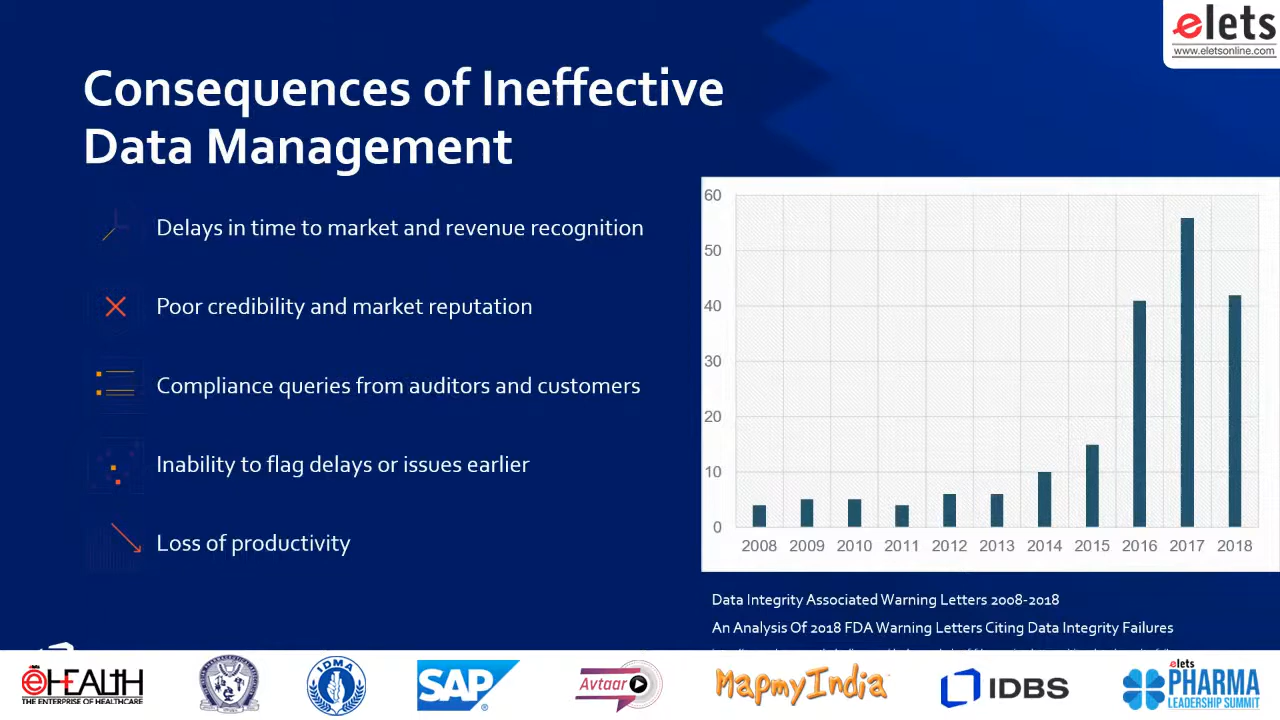 elets
www.eletsonline.com
Consequences of Ineffective
Data Management
Delays in time to market and revenue recognition
Poor credibility and market reputation
Compliance queries from auditors and customers
Inability to flag delays or issues earlier
Loss of productivity
60
50
40
30
20
10
0
2008 2009 2010 2011 2012 2013 2014 2015 2016 2017 2018
Data Integrity Associated Warning Letters 2008-2018
An Analysis Of 2018 FDA Warning Letters Citing Data Integrity Failures
elets
eHEALTH
THE ENTERPRISE OF HEALTHCARE
IDMA
SAP
®
Avtaar
MapmyIndia
IDBS
elets
PHARMA
LEADERSHIP SUMMIT